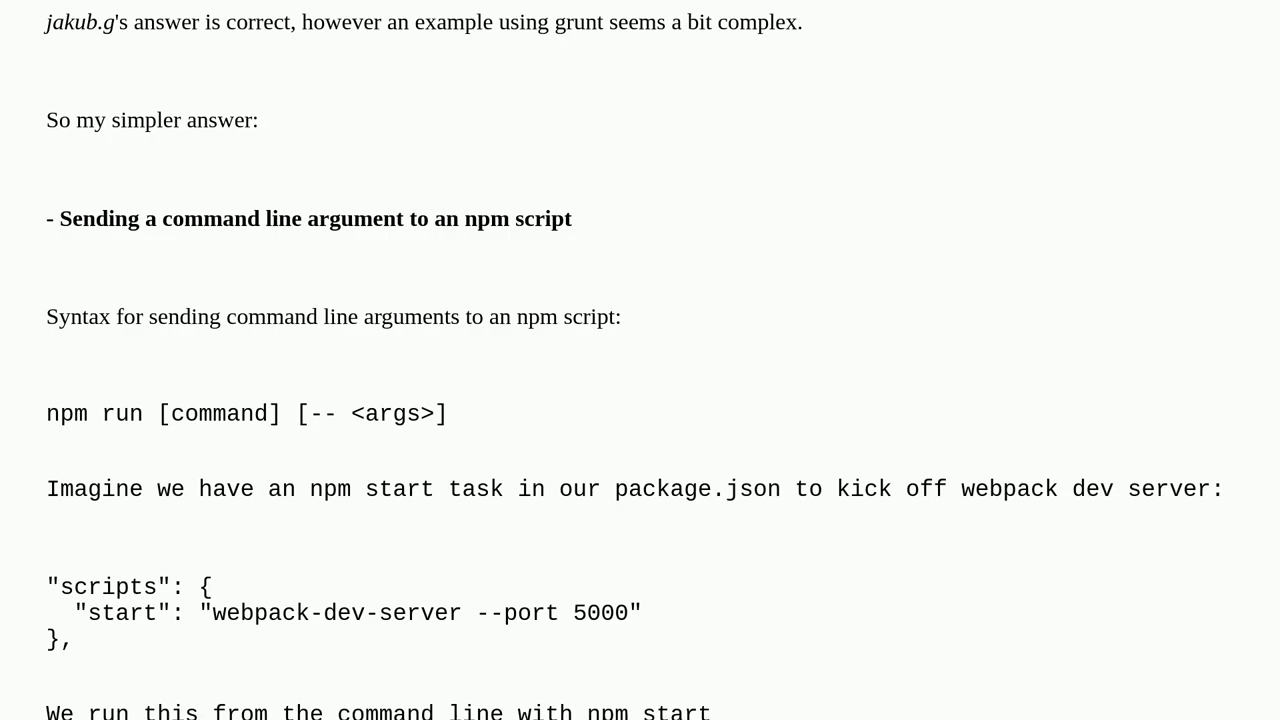 jakub.g's answer is correct, however an example using grunt seems a bit complex.
So my simpler answer:
- Sending a command line argument to an npm script
Syntax for sending command line arguments to an npm script:
npm run [command] [-- <args>]
Imagine we have an npm start task in our package.json to kick off webpack dev server:
"scripts": {
  "start": "webpack-dev-server --port 5000"
},
We run this from the command line with npm start